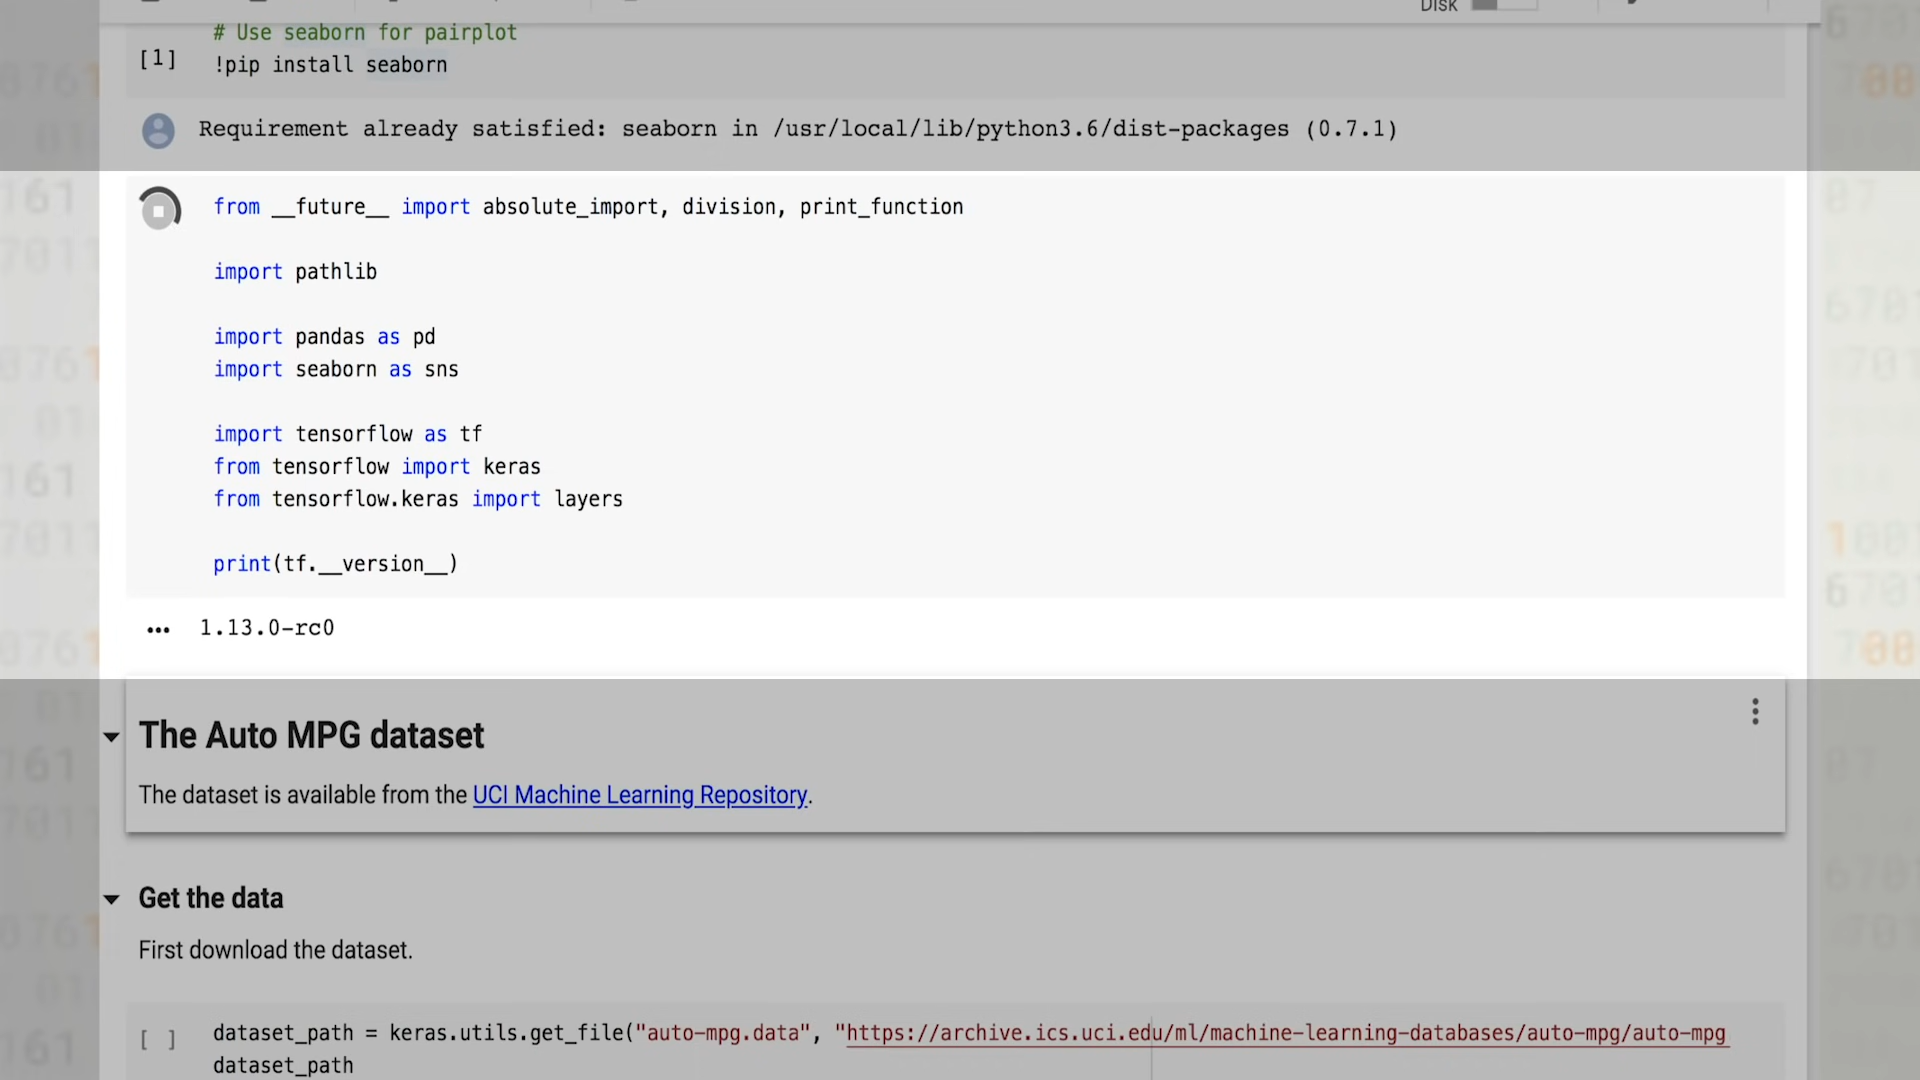 Disk
# Use seaborn for pairplot
[1]
!pip install seaborn
Requirement already satisfied: seaborn in /usr/local/lib/python3.6/dist-packages (0.7.1)
from __future__ import absolute_import, division, print_function
import pathlib
import pandas as pd
import seaborn as sns
import tensorflow as tf
from tensorflow import keras
from tensorflow.keras import layers
print(tf.__version__)
... 1.13.0-rc0
The Auto MPG dataset
The dataset is available from the UCI Machine Learning Repository.
Get the data
First download the dataset.
[ ] dataset_path = keras.utils.get_file("auto-mpg.data", "https://archive.ics.uci.edu/ml/machine-learning-databases/auto-mpg/auto-mpg
dataset_path